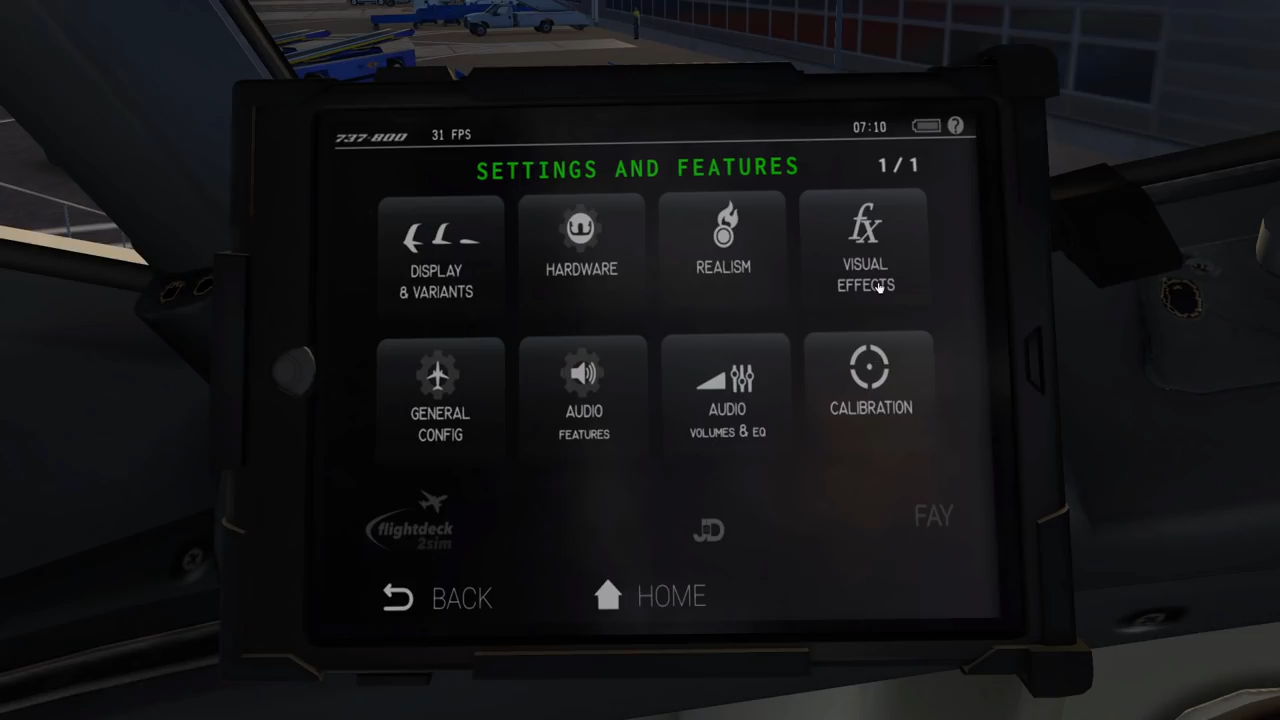 737-800 31 FPS 07:10 ?
SETTINGS AND FEATURES 1 / 1
DISPLAY
& VARIANTS
HARDWARE
REALISM
fx
VISUAL
EFFECTS
GENERAL
CONFIG
AUDIO
FEATURES
AUDIO
VOLUMES & EQ
CALIBRATION
flightdeck
2sim
JD
FAY
BACK
HOME